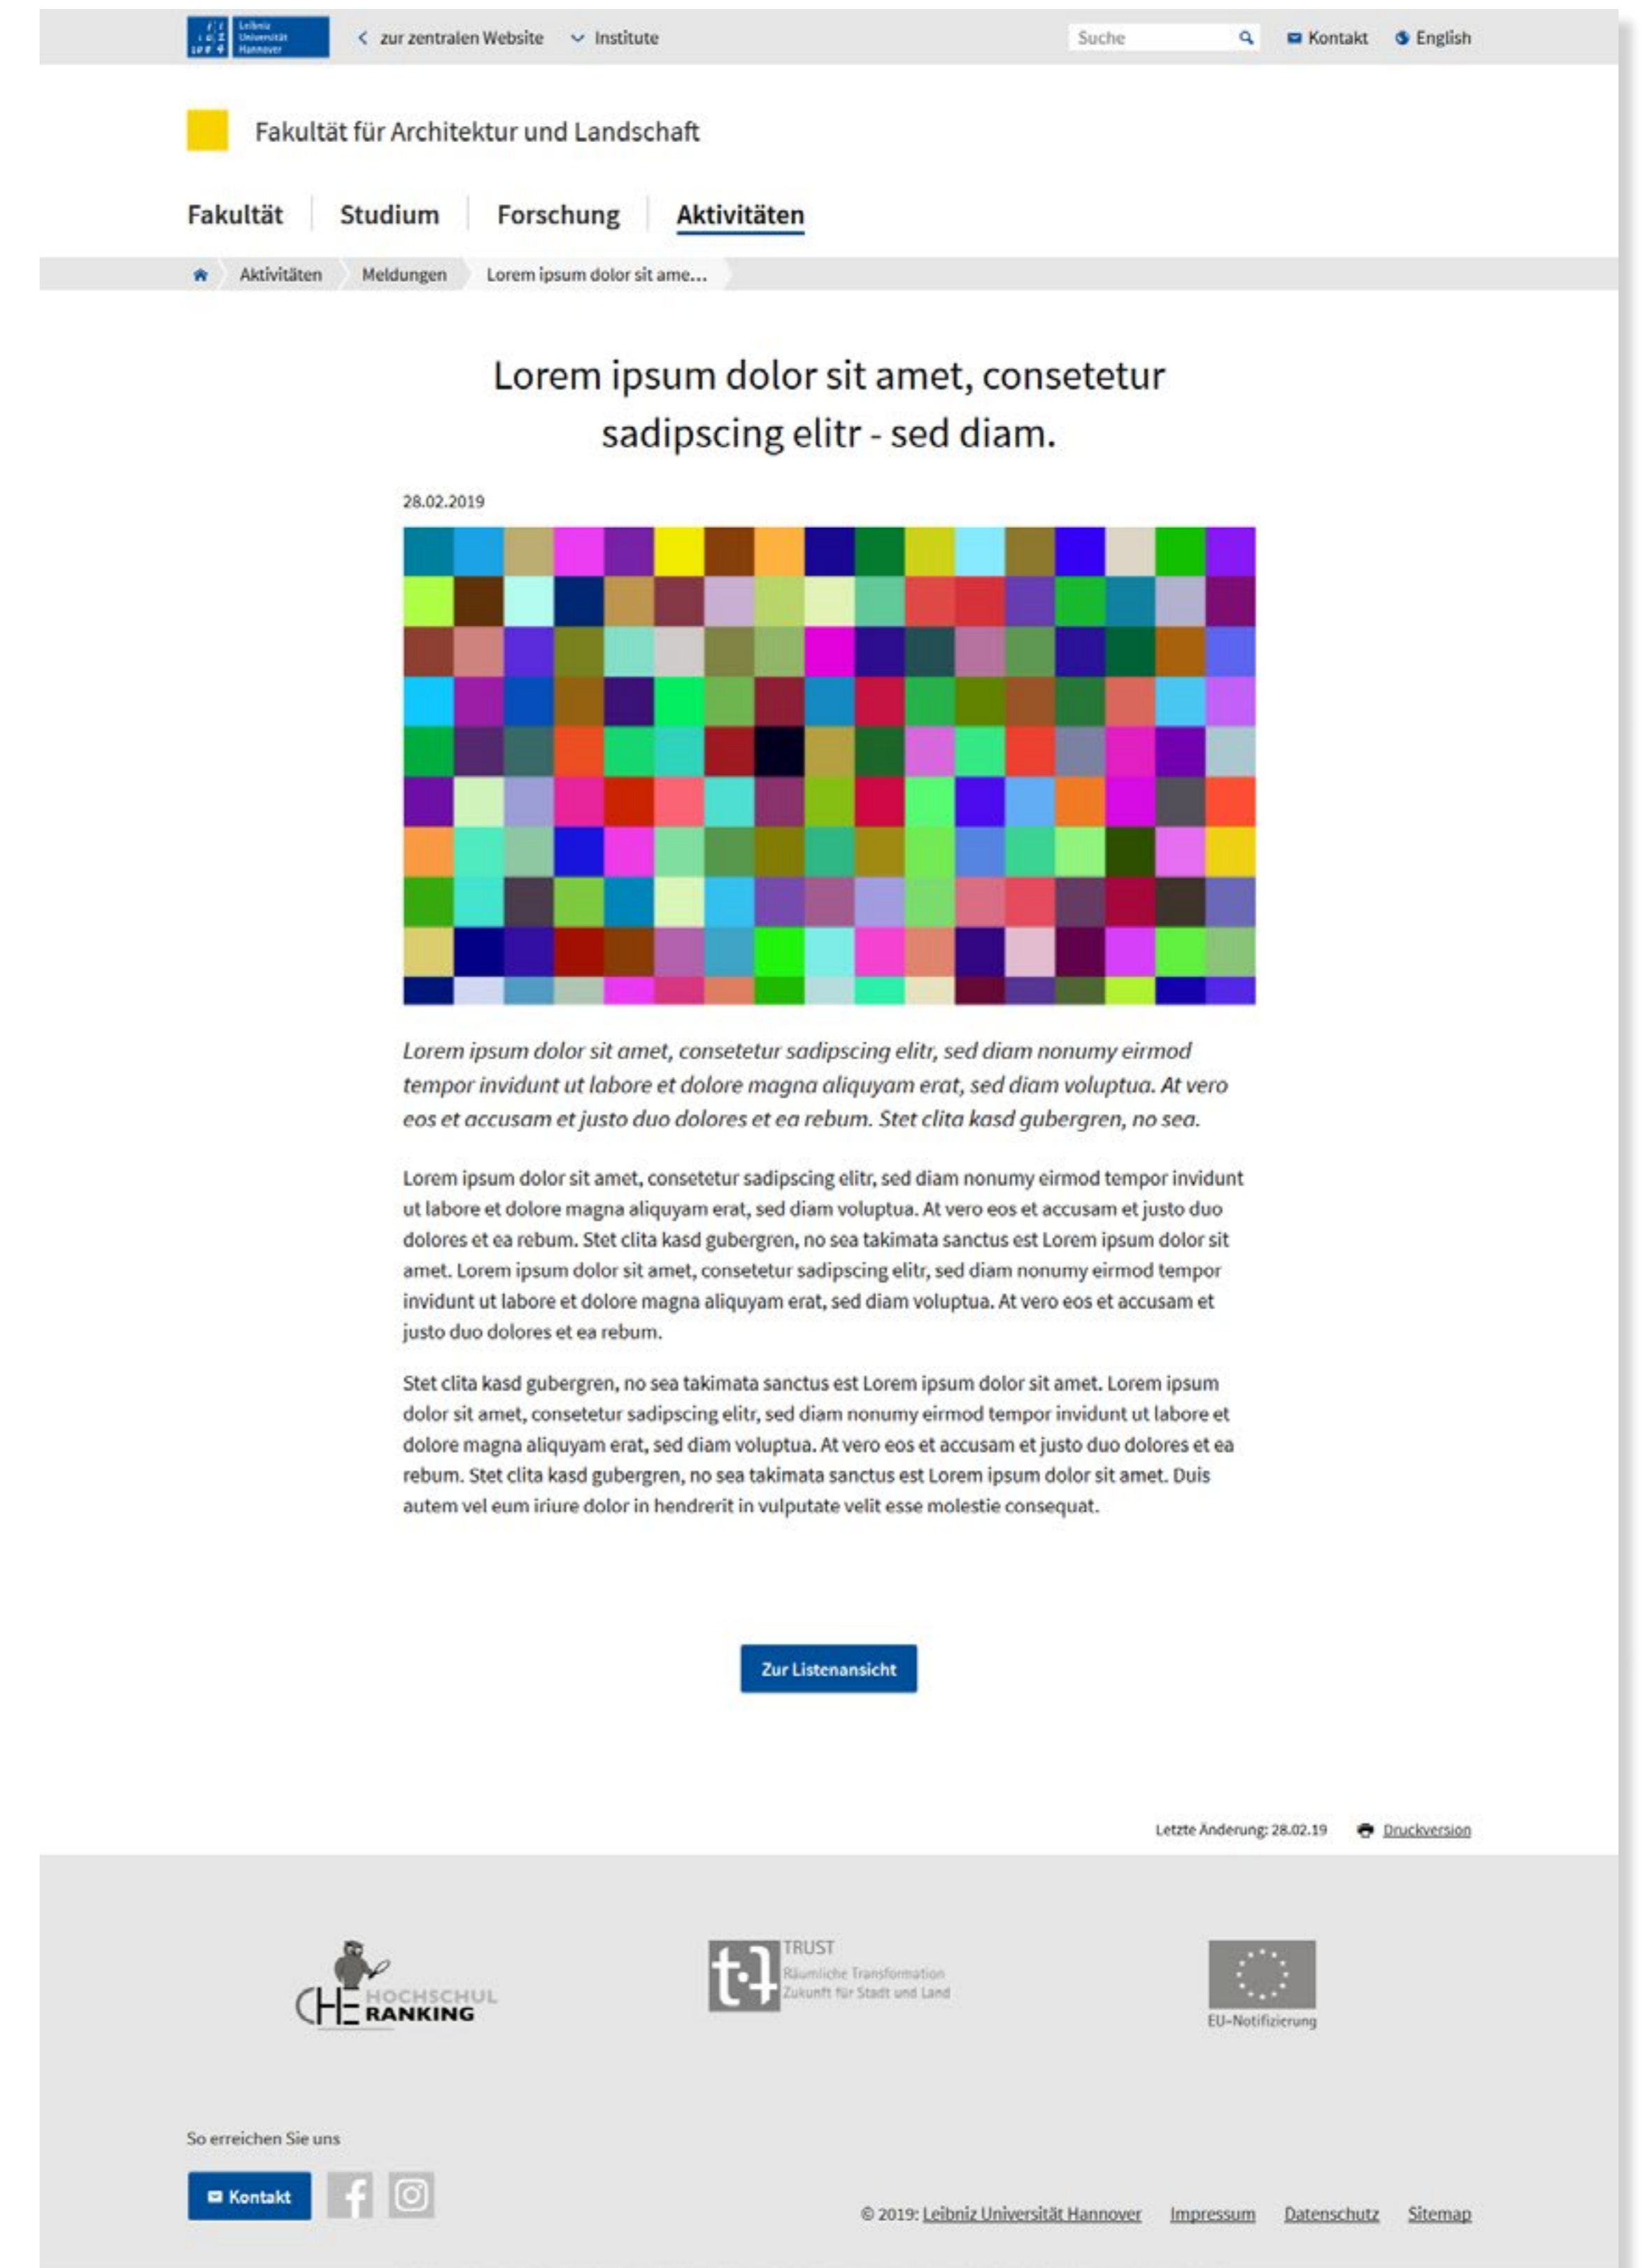 Leibniz
Universität
Hannover
zur zentralen Website
Institute
Suche
Kontakt
English
Fakultät für Architektur und Landschaft
Fakultät
Studium
Forschung
Aktivitäten
Aktivitäten
Meldungen
Lorem ipsum dolor sit ame...
Lorem ipsum dolor sit amet, consetetur
sadipscing elitr - sed diam.
28.02.2019
Lorem ipsum dolor sit amet, consetetur sadipscing elitr, sed diam nonumy eirmod
tempor invidunt ut labore et dolore magna aliquyam erat, sed diam voluptua. At vero
eos et accusam et justo duo dolores et ea rebum. Stet clita kasd gubergren, no sea.
Lorem ipsum dolor sit amet, consetetur sadipscing elitr, sed diam nonumy eirmod tempor invidunt
ut labore et dolore magna aliquyam erat, sed diam voluptua. At vero eos et accusam et justo duo
dolores et ea rebum. Stet clita kasd gubergren, no sea takimata sanctus est Lorem ipsum dolor sit
amet. Lorem ipsum dolor sit amet, consetetur sadipscing elitr, sed diam nonumy eirmod tempor
invidunt ut labore et dolore magna aliquyam erat, sed diam voluptua. At vero eos et accusam et
justo duo dolores et ea rebum.
Stet clita kasd gubergren, no sea takimata sanctus est Lorem ipsum dolor sit amet. Lorem ipsum
dolor sit amet, consetetur sadipscing elitr, sed diam nonumy eirmod tempor invidunt ut labore et
dolore magna aliquyam erat, sed diam voluptua. At vero eos et accusam et justo duo dolores et ea
rebum. Stet clita kasd gubergren, no sea takimata sanctus est Lorem ipsum dolor sit amet. Duis
autem vel eum iriure dolor in hendrerit in vulputate velit esse molestie consequat.
Zur Listenansicht
Letzte Änderung: 28.02.19
Druckversion
CHE HOCHSCHUL
RANKING
TRUST
Räumliche Transformation
Zukunft für Stadt und Land
EU-Notifizierung
So erreichen Sie uns
Kontakt
© 2019: Leibniz Universität Hannover
Impressum
Datenschutz
Sitemap